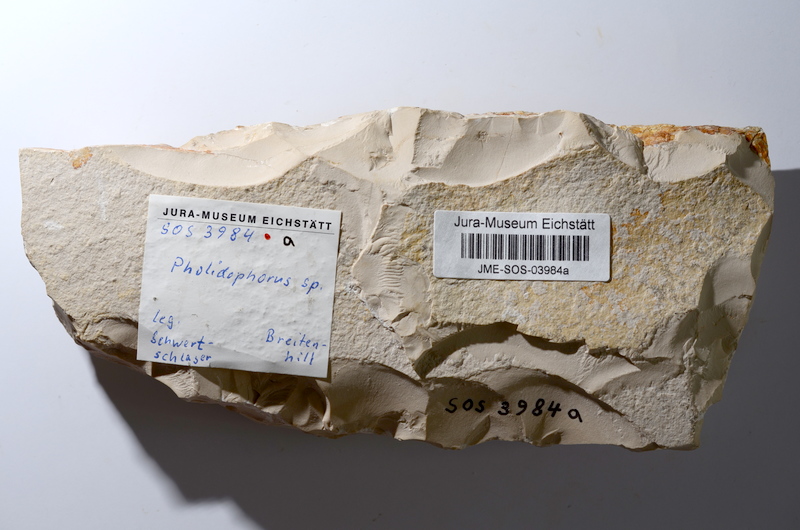 JURA-MUSEUM EICHSTÄTT
SOS 3984 • a
Pholidophorus sp.
leg.
Schwert-
schlager
Breiten-
hill
Jura-Museum Eichstätt
JME-SOS-03984a
SOS 3984 a